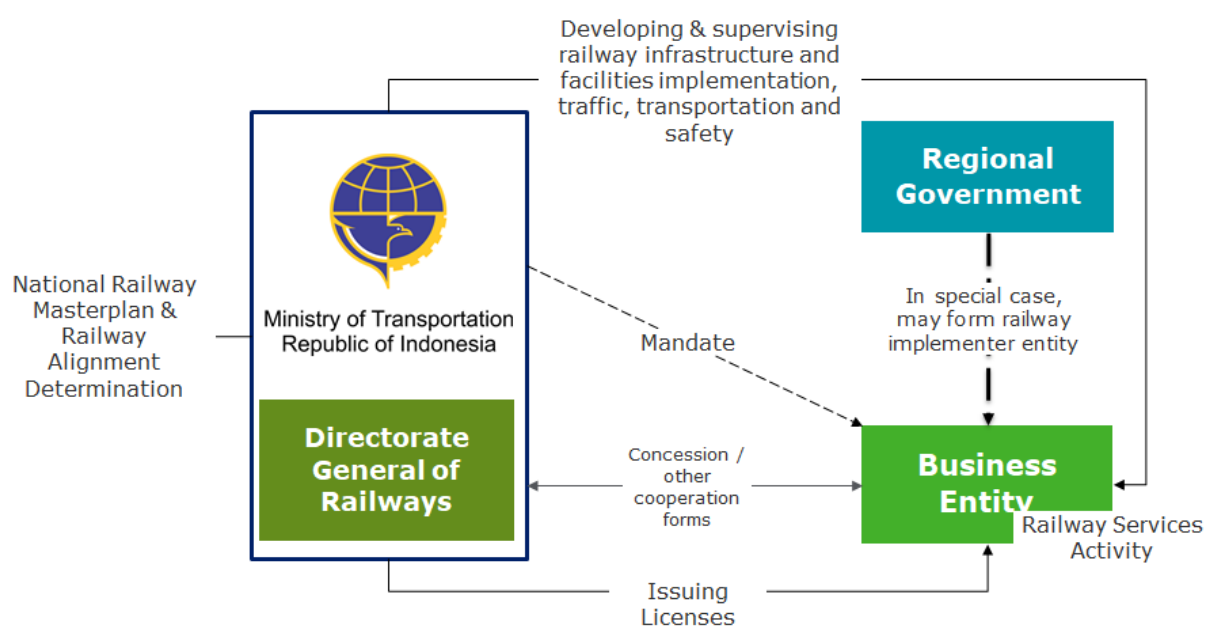 Developing & supervising
railway infrastructure and
facilities implementation,
traffic, transportation and
safety
Regional
Government
National Railway
Masterplan &
Railway
Alignment
Determination
Ministry of Transportation
Republic of Indonesia
In special case,
may form railway
implementer entity
Mandate
Directorate
General of
Railways
Concession /
other
cooperation
forms
Business
Entity
Railway Services
Activity
Issuing
Licenses